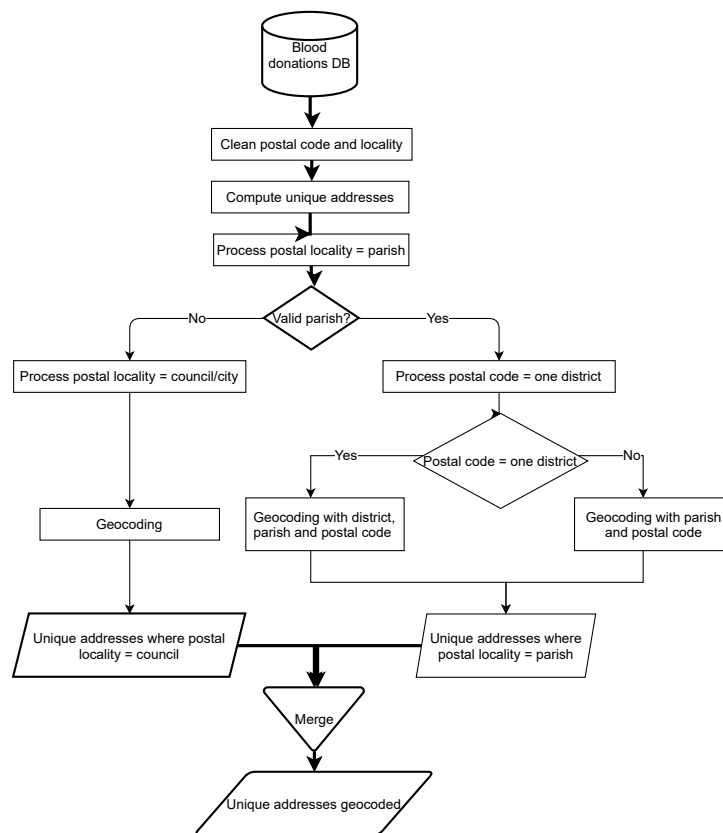 Blood
donations DB
Clean postal code and locality
Compute unique addresses
Process postal locality = parish
Valid parish?
No
Yes
Process postal locality = council/city
Process postal code = one district
Postal code = one district
Yes
No
Geocoding
Geocoding with district,
parish and postal code
Geocoding with parish
and postal code
Unique addresses where postal
locality = council
Unique addresses where
postal locality = parish
Merge
Unique addresses geocoded